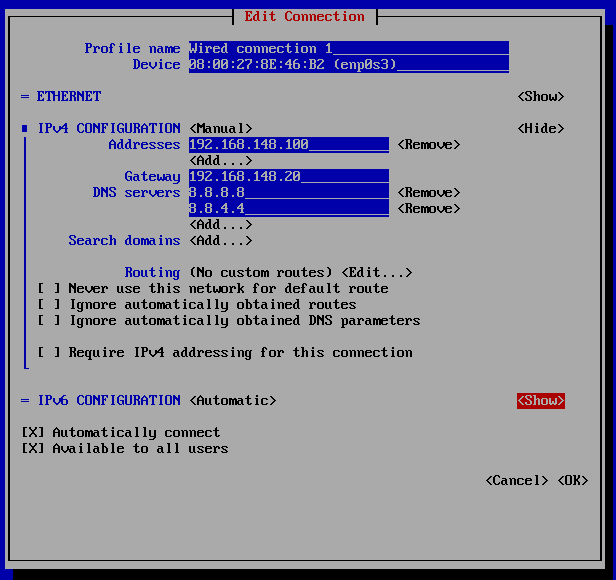 Edit Connection
Profile name Wired connection 1
Device 08:00:27:8E:46:B2 (enp0s3)
= ETHERNET <Show>
IPv4 CONFIGURATION <Manual> <Hide>
Addresses 192.168.148.100 <Remove>
<Add...>
Gateway 192.168.148.20
DNS servers 8.8.8.8 <Remove>
8.8.4.4 <Remove>
<Add...>
Search domains <Add...>
Routing (No custom routes) <Edit...>
[ ] Never use this network for default route
[ ] Ignore automatically obtained routes
[ ] Ignore automatically obtained DNS parameters
[ ] Require IPv4 addressing for this connection
= IPv6 CONFIGURATION <Automatic> <Show>
[X] Automatically connect
[X] Available to all users
<Cancel> <OK>